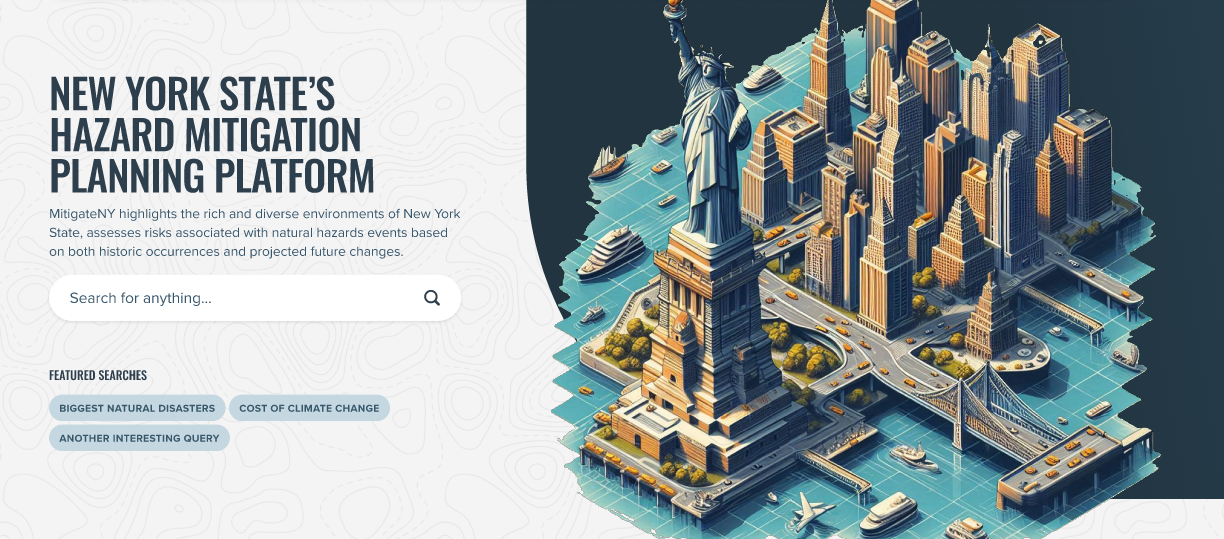 NEW YORK STATE’S
HAZARD MITIGATION
PLANNING PLATFORM
MitigateNY highlights the rich and diverse environments of New York
State, assesses risks associated with natural hazards events based
on both historic occurrences and projected future changes.
Search for anything...
FEATURED SEARCHES
BIGGEST NATURAL DISASTERS
COST OF CLIMATE CHANGE
ANOTHER INTERESTING QUERY